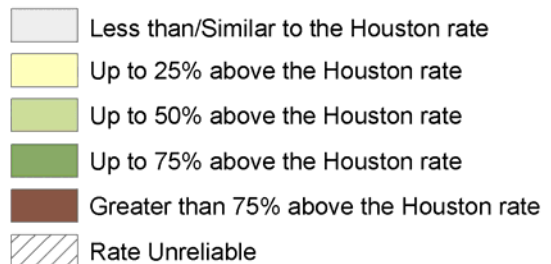 Less than/Similar to the Houston rate
Up to 25% above the Houston rate
Up to 50% above the Houston rate
Up to 75% above the Houston rate
Greater than 75% above the Houston rate
Rate Unreliable